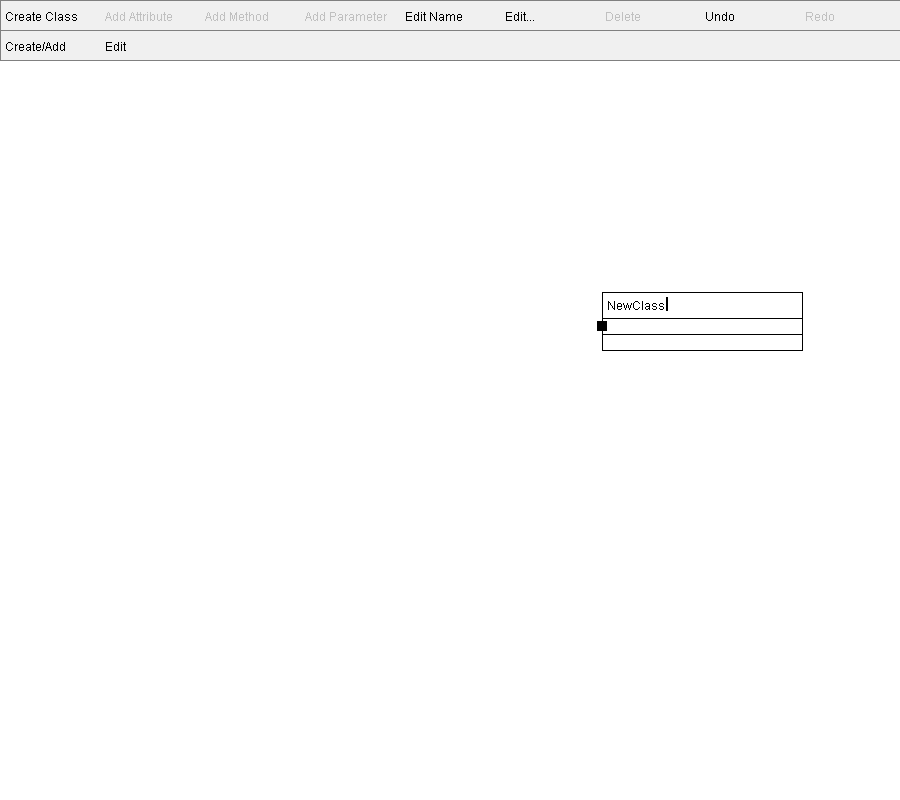 Create Class Add Attribute Add Method Add Parameter Edit Name Edit... Delete Undo Redo
Create/Add Edit
NewClass